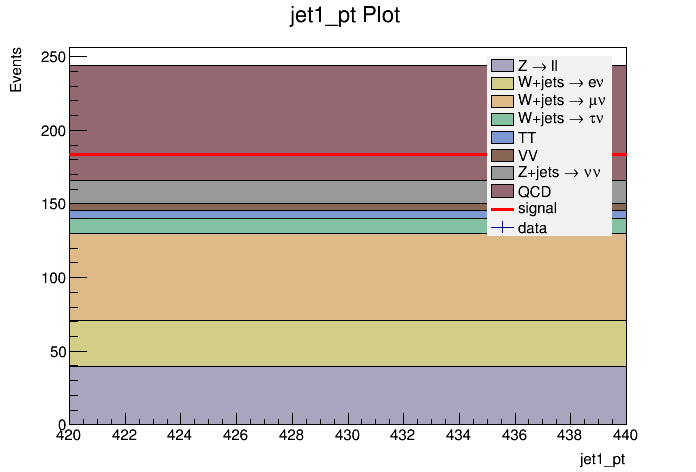 jet1_pt Plot
Events
250
200
150
100
50
0
Z → ll
W+jets → eν
W+jets → μν
W+jets → τν
TT
VV
Z+jets → νν
QCD
signal
data
420 422 424 426 428 430 432 434 436 438 440
jet1_pt